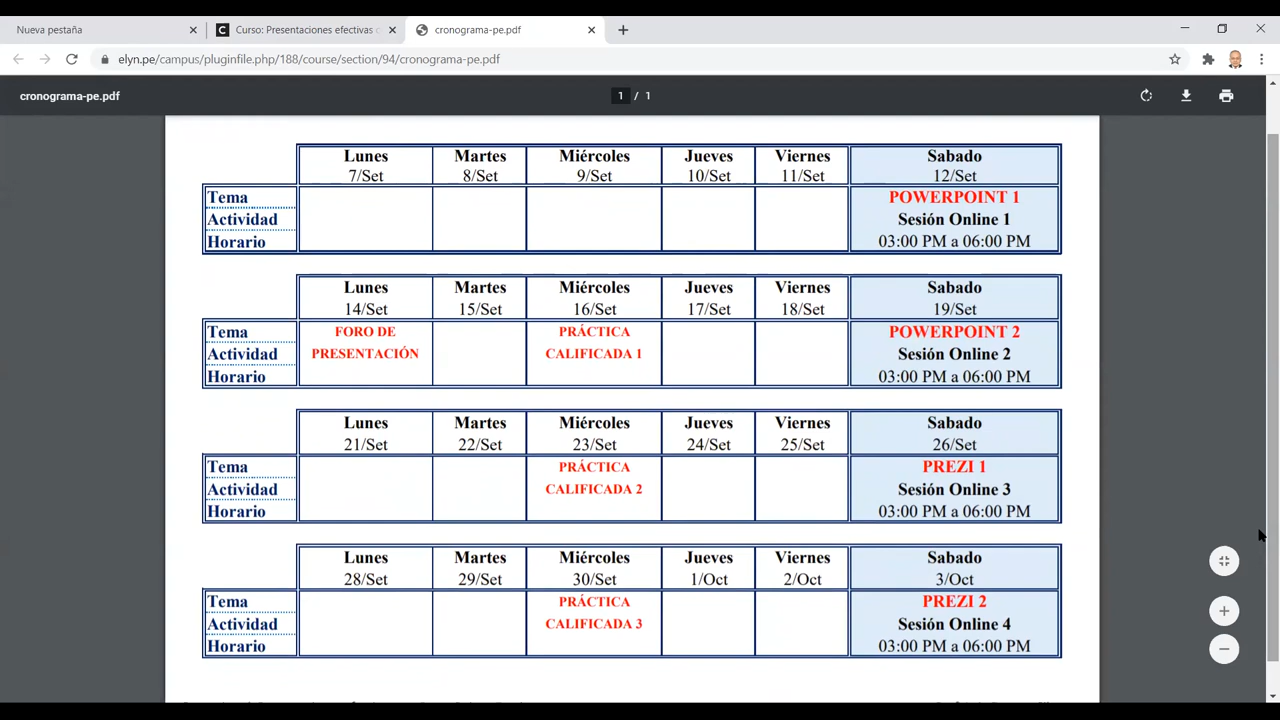 Nueva pestaña
Curso: Presentaciones efectivas
cronograma-pe.pdf
elyn.pe/campus/pluginfile.php/188/course/section/94/cronograma-pe.pdf
cronograma-pe.pdf
1 / 1
Lunes Martes Miércoles Jueves Viernes Sabado
7/Set 8/Set 9/Set 10/Set 11/Set 12/Set
Tema POWERPOINT 1
Actividad Sesión Online 1
Horario 03:00 PM a 06:00 PM
Lunes Martes Miércoles Jueves Viernes Sabado
14/Set 15/Set 16/Set 17/Set 18/Set 19/Set
Tema FORO DE PRÁCTICA POWERPOINT 2
Actividad PRESENTACIÓN CALIFICADA 1 Sesión Online 2
Horario 03:00 PM a 06:00 PM
Lunes Martes Miércoles Jueves Viernes Sabado
21/Set 22/Set 23/Set 24/Set 25/Set 26/Set
Tema PRÁCTICA PREZI 1
Actividad CALIFICADA 2 Sesión Online 3
Horario 03:00 PM a 06:00 PM
Lunes Martes Miércoles Jueves Viernes Sabado
28/Set 29/Set 30/Set 1/Oct 2/Oct 3/Oct
Tema PRÁCTICA PREZI 2
Actividad CALIFICADA 3 Sesión Online 4
Horario 03:00 PM a 06:00 PM